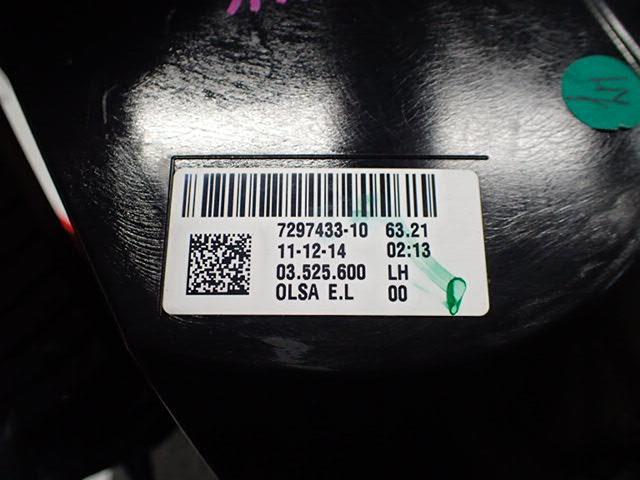 7297433-10 63.21
11-12-14 02:13
03.525.600 LH
OLSA E.L 00